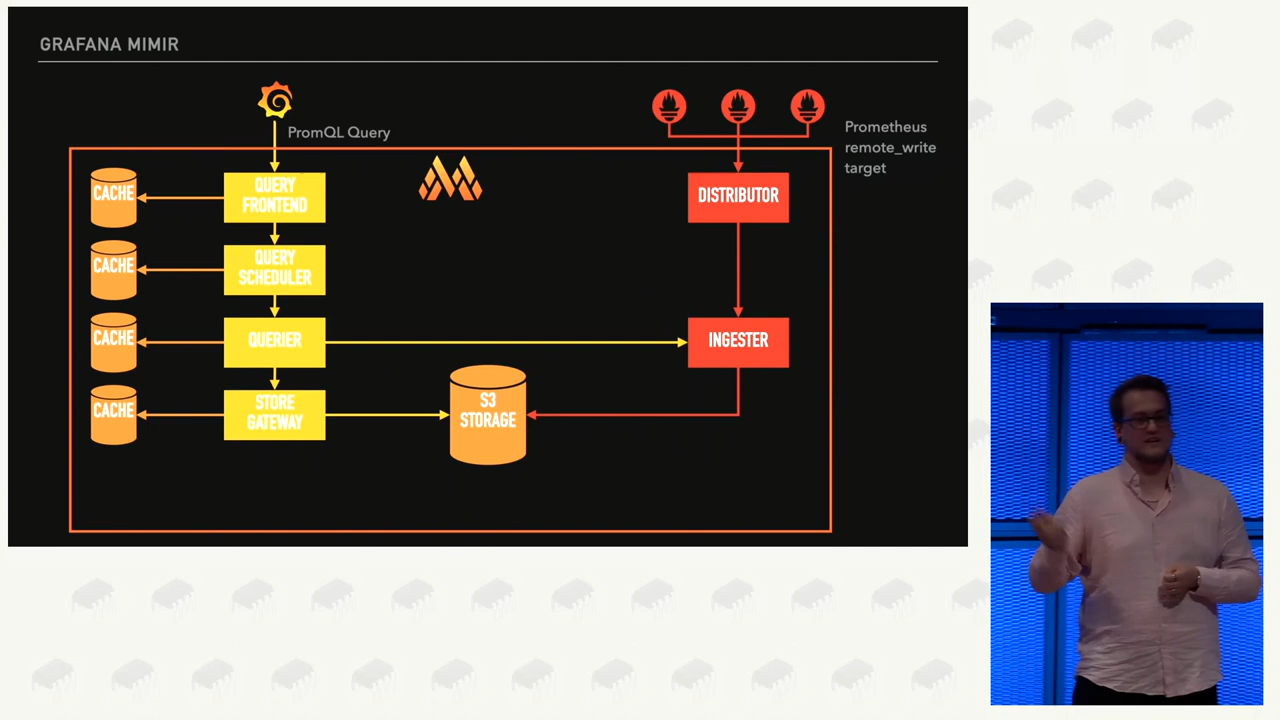 GRAFANA MIMIR
PromQL Query
Prometheus
remote_write
target
CACHE
QUERY
FRONTEND
DISTRIBUTOR
CACHE
QUERY
SCHEDULER
CACHE
QUERIER
INGESTER
CACHE
STORE
GATEWAY
S3
STORAGE